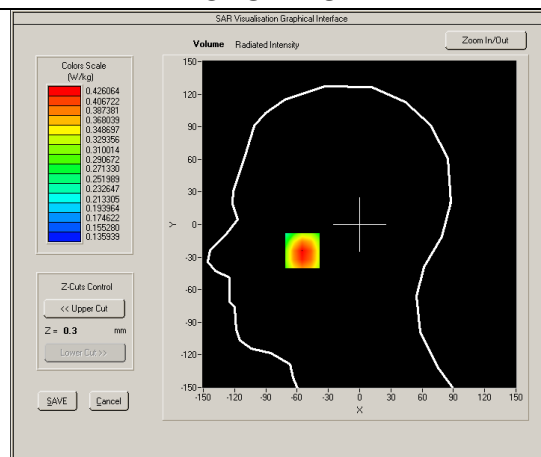 SAR Visualisation Graphical Interface
Volume Radiated Intensity
Zoom In/Out
Colors Scale
(W/kg)
0.426064
0.406722
0.387381
0.368039
0.348697
0.329356
0.310014
0.290672
0.271330
0.251989
0.232647
0.213305
0.193964
0.174622
0.155280
0.135939
Z-Cuts Control
<< Upper Cut
Z = 0.3 mm
Lower Cut >>
SAVE Cancel
150
120
90
60
30
Y 0
-30
-60
-90
-120
-150
-150 -120 -90 -60 -30 0 30 60 90 120 150
X